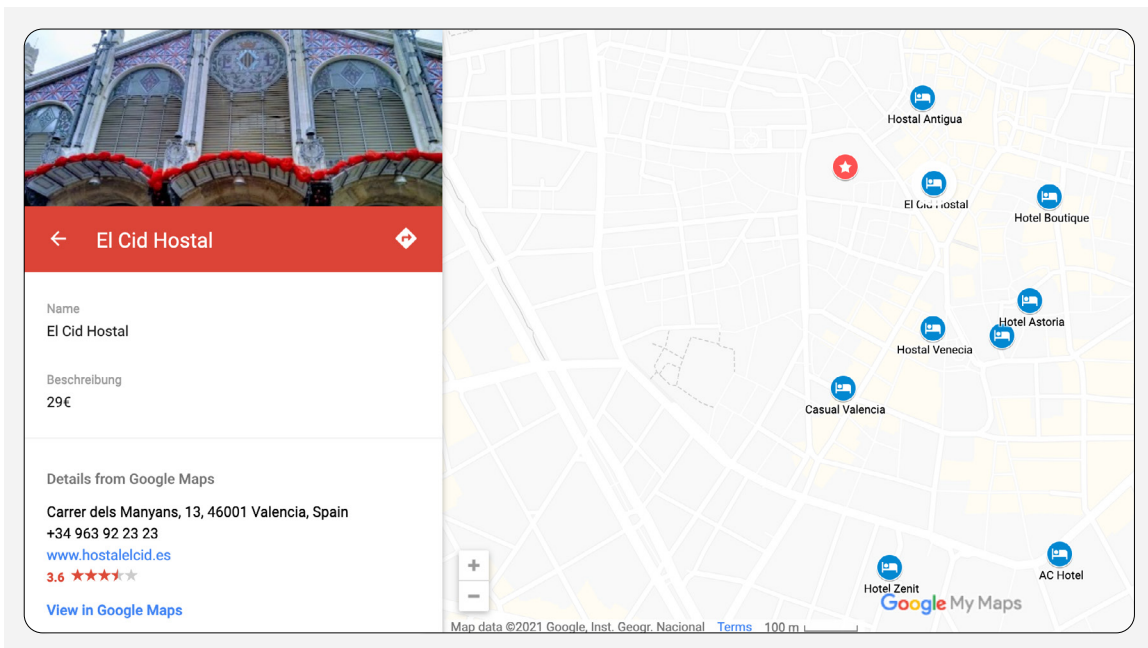 El Cid Hostal
Name
El Cid Hostal
Beschreibung
29€
Details from Google Maps
Carrer dels Manyans, 13, 46001 Valencia, Spain
+34 963 92 23 23
www.hostalelcid.es
3.6
View in Google Maps
Hostal Antigua
El Cid Hostal
Hotel Boutique
Hotel Astoria
Hostal Venecia
Casual Valencia
AC Hotel
Hotel Zenit
Google My Maps
Map data ©2021 Google, Inst. Geogr. Nacional Terms 100 m